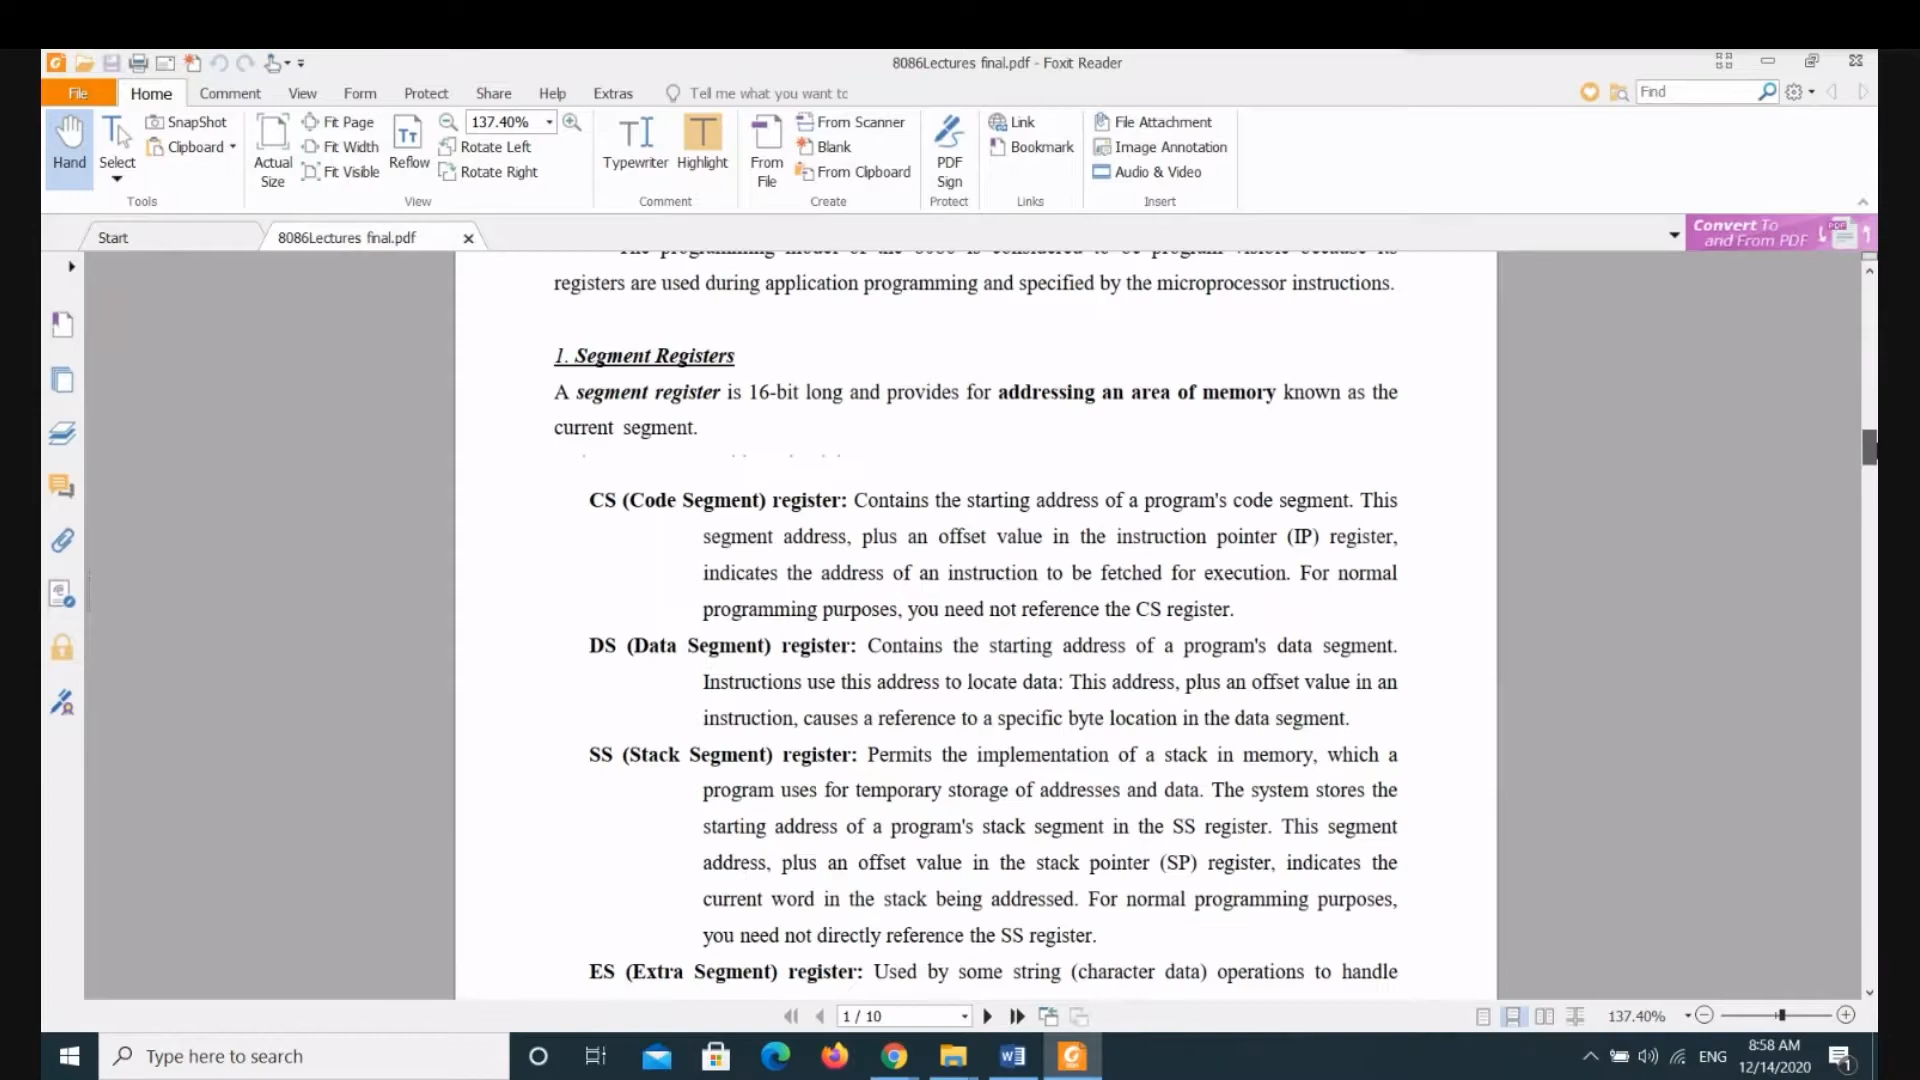 8086Lectures final.pdf - Foxit Reader
File Home Comment View Form Protect Share Help Extras Tell me what you want tc Find
Hand
Select
SnapShot
Clipboard
Tools
Actual Size
Fit Page
Fit Width
Fit Visible
Reflow
137.40%
Rotate Left
Rotate Right
View
Typewriter
Highlight
Comment
From File
From Scanner
Blank
From Clipboard
Create
PDF Sign
Protect
Link
Bookmark
Links
File Attachment
Image Annotation
Audio & Video
Insert
Start
8086Lectures final.pdf
Convert To
and From PDF
PDF
registers are used during application programming and specified by the microprocessor instructions.
1. Segment Registers
A segment register is 16-bit long and provides for addressing an area of memory known as the
current segment.
CS (Code Segment) register: Contains the starting address of a program's code segment. This
segment address, plus an offset value in the instruction pointer (IP) register,
indicates the address of an instruction to be fetched for execution. For normal
programming purposes, you need not reference the CS register.
DS (Data Segment) register: Contains the starting address of a program's data segment.
Instructions use this address to locate data: This address, plus an offset value in an
instruction, causes a reference to a specific byte location in the data segment.
SS (Stack Segment) register: Permits the implementation of a stack in memory, which a
program uses for temporary storage of addresses and data. The system stores the
starting address of a program's stack segment in the SS register. This segment
address, plus an offset value in the stack pointer (SP) register, indicates the
current word in the stack being addressed. For normal programming purposes,
you need not directly reference the SS register.
ES (Extra Segment) register: Used by some string (character data) operations to handle
1 / 10
137.40%
Type here to search
ENG
8:58 AM
12/14/2020
1